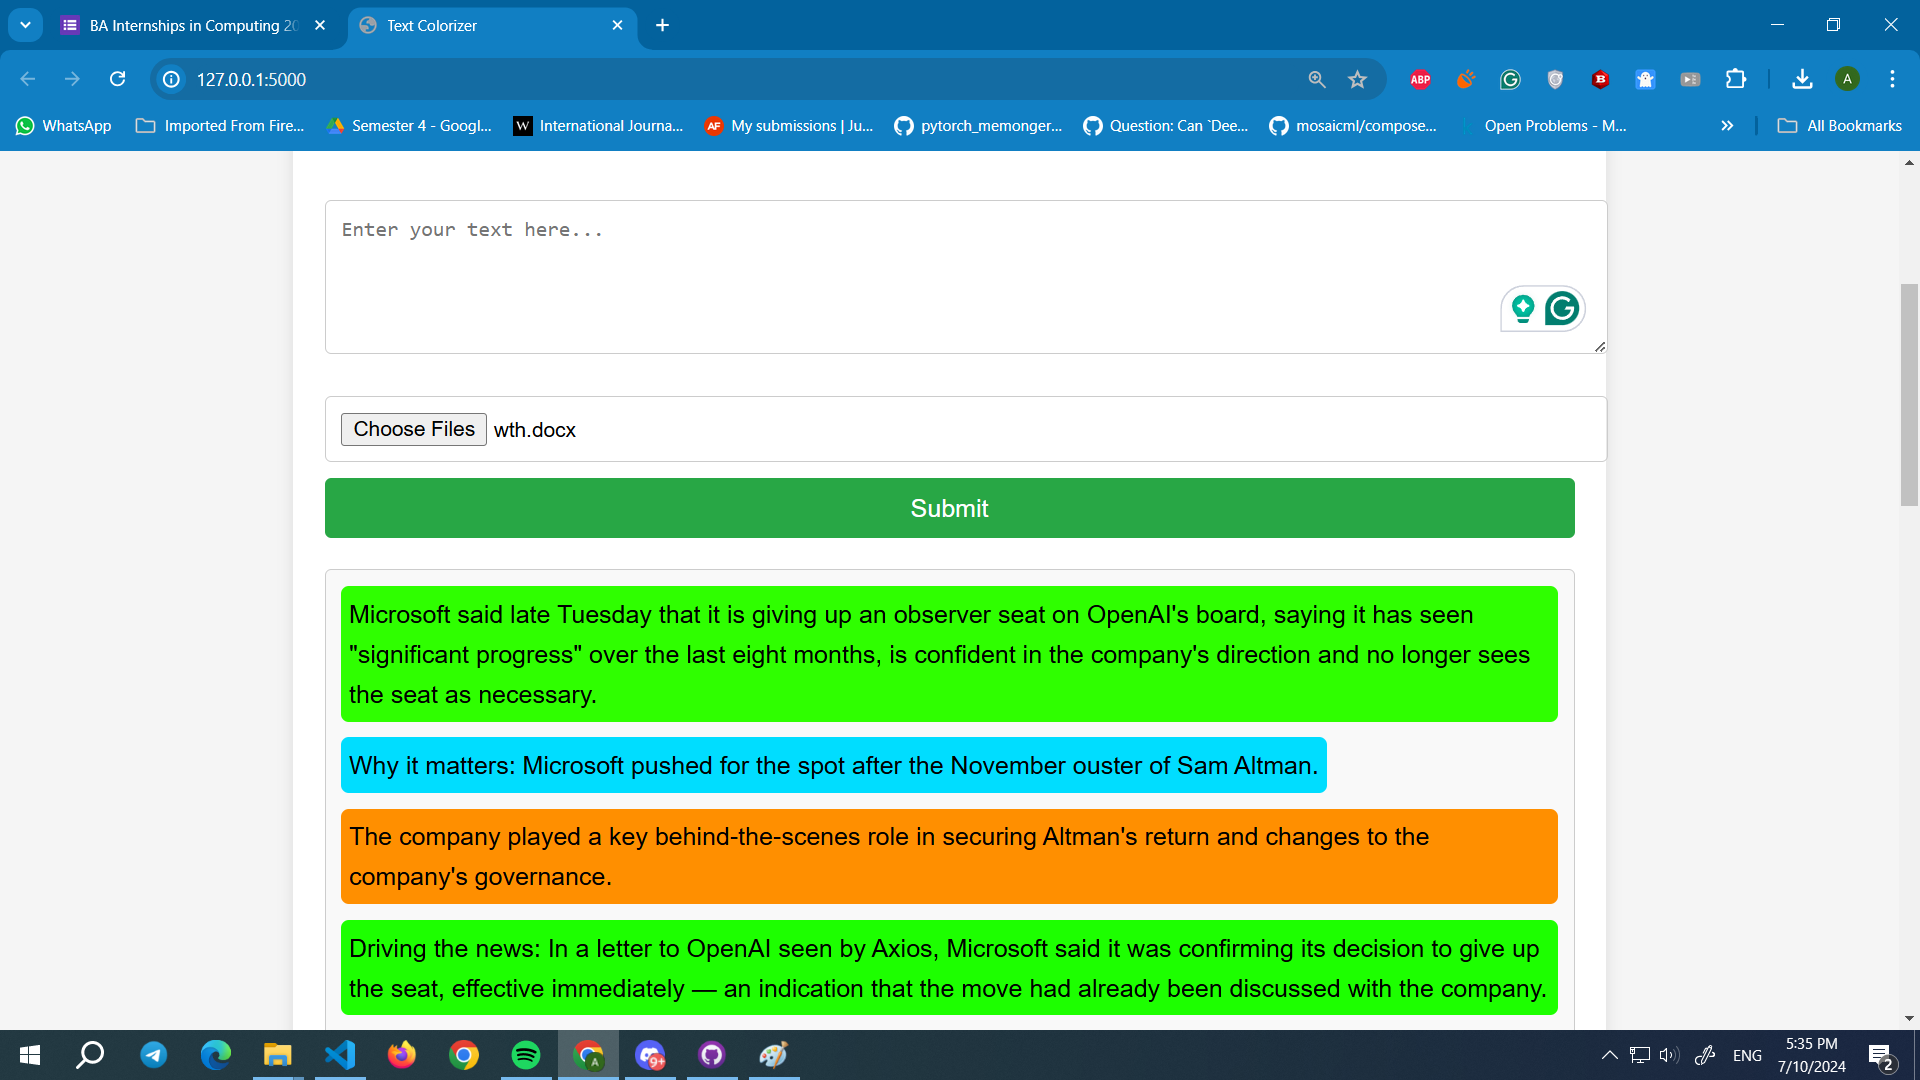 BA Internships in Computing 20
Text Colorizer
127.0.0.1:5000
ABP
A
WhatsApp
Imported From Fire...
Semester 4 - Googl...
W
International Journa...
AF
My submissions | Ju...
pytorch_memonger...
Question: Can `Dee...
mosaicml/compose...
Open Problems - M...
All Bookmarks
Enter your text here...
Choose Files wth.docx
Submit
Microsoft said late Tuesday that it is giving up an observer seat on OpenAI's board, saying it has seen
"significant progress" over the last eight months, is confident in the company's direction and no longer sees
the seat as necessary.
Why it matters: Microsoft pushed for the spot after the November ouster of Sam Altman.
The company played a key behind-the-scenes role in securing Altman's return and changes to the
company's governance.
Driving the news: In a letter to OpenAI seen by Axios, Microsoft said it was confirming its decision to give up
the seat, effective immediately — an indication that the move had already been discussed with the company.
A
9+
ENG
5:35 PM
7/10/2024
2